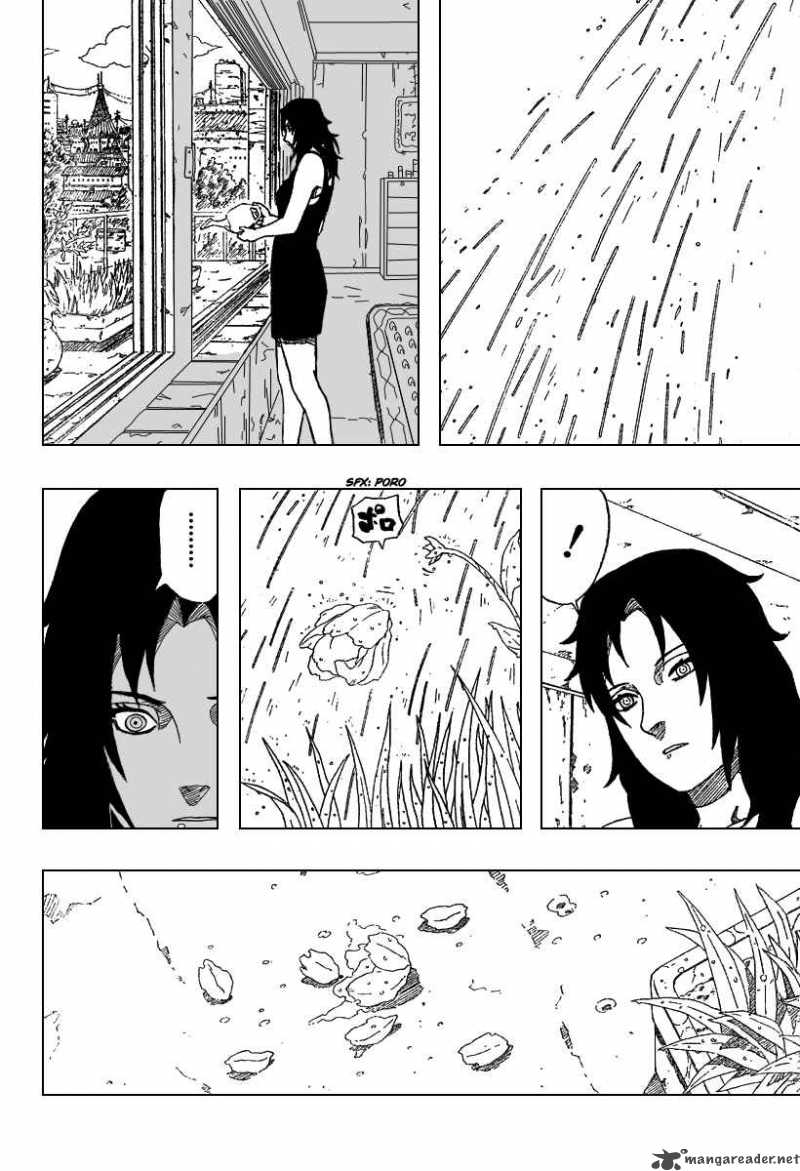 !
SFX: PORO
ポロ
.........
mangareader.net